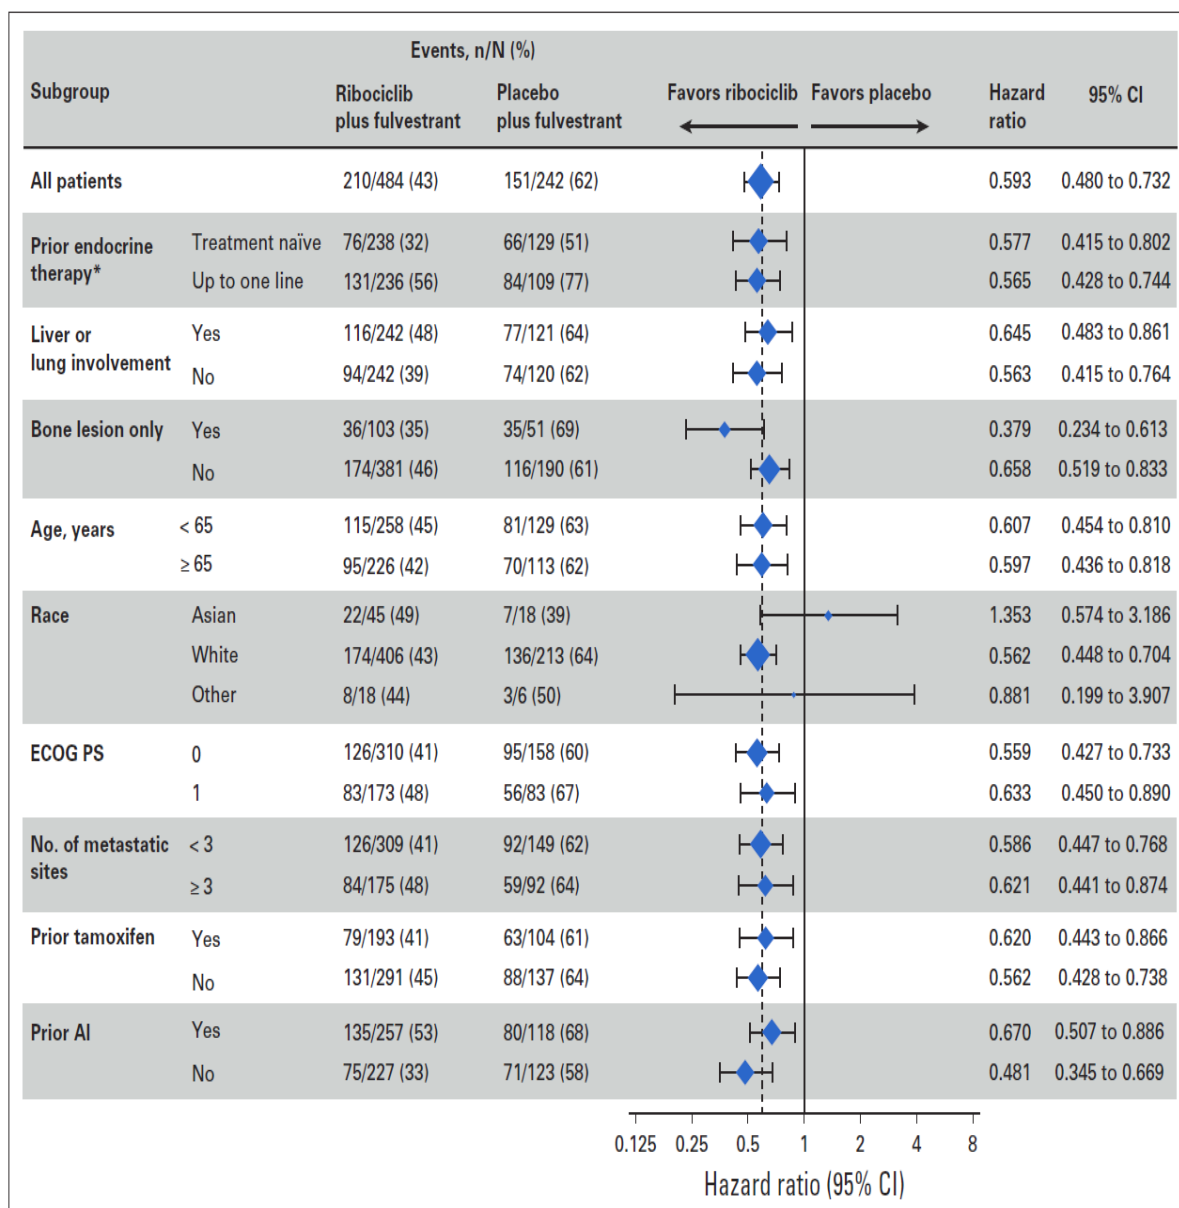 Events, n/N (%)
Subgroup Ribociclib plus fulvestrant Placebo plus fulvestrant Favors ribociclib Favors placebo Hazard ratio 95% CI
All patients 210/484 (43) 151/242 (62) 0.593 0.480 to 0.732
Prior endocrine therapy* Treatment naïve 76/238 (32) 66/129 (51) 0.577 0.415 to 0.802
Up to one line 131/236 (56) 84/109 (77) 0.565 0.428 to 0.744
Liver or lung involvement Yes 116/242 (48) 77/121 (64) 0.645 0.483 to 0.861
No 94/242 (39) 74/120 (62) 0.563 0.415 to 0.764
Bone lesion only Yes 36/103 (35) 35/51 (69) 0.379 0.234 to 0.613
No 174/381 (46) 116/190 (61) 0.658 0.519 to 0.833
Age, years < 65 115/258 (45) 81/129 (63) 0.607 0.454 to 0.810
≥ 65 95/226 (42) 70/113 (62) 0.597 0.436 to 0.818
Race Asian 22/45 (49) 7/18 (39) 1.353 0.574 to 3.186
White 174/406 (43) 136/213 (64) 0.562 0.448 to 0.704
Other 8/18 (44) 3/6 (50) 0.881 0.199 to 3.907
ECOG PS 0 126/310 (41) 95/158 (60) 0.559 0.427 to 0.733
1 83/173 (48) 56/83 (67) 0.633 0.450 to 0.890
No. of metastatic sites < 3 126/309 (41) 92/149 (62) 0.586 0.447 to 0.768
≥ 3 84/175 (48) 59/92 (64) 0.621 0.441 to 0.874
Prior tamoxifen Yes 79/193 (41) 63/104 (61) 0.620 0.443 to 0.866
No 131/291 (45) 88/137 (64) 0.562 0.428 to 0.738
Prior AI Yes 135/257 (53) 80/118 (68) 0.670 0.507 to 0.886
No 75/227 (33) 71/123 (58) 0.481 0.345 to 0.669
0.125 0.25 0.5 1 2 4 8
Hazard ratio (95% CI)